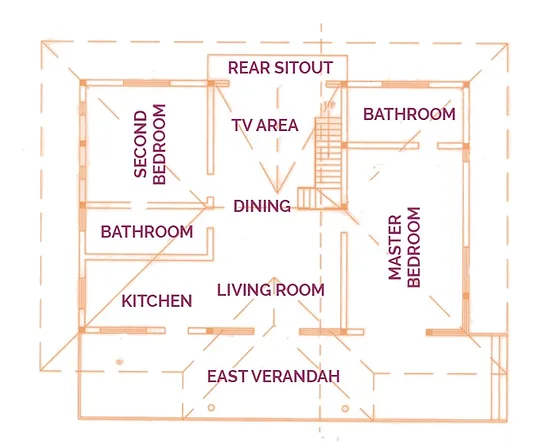 REAR SITOUT
TV AREA
UP
BATHROOM
SECOND
BEDROOM
DINING
BATHROOM
MASTER
BEDROOM
LIVING ROOM
KITCHEN
EAST VERANDAH